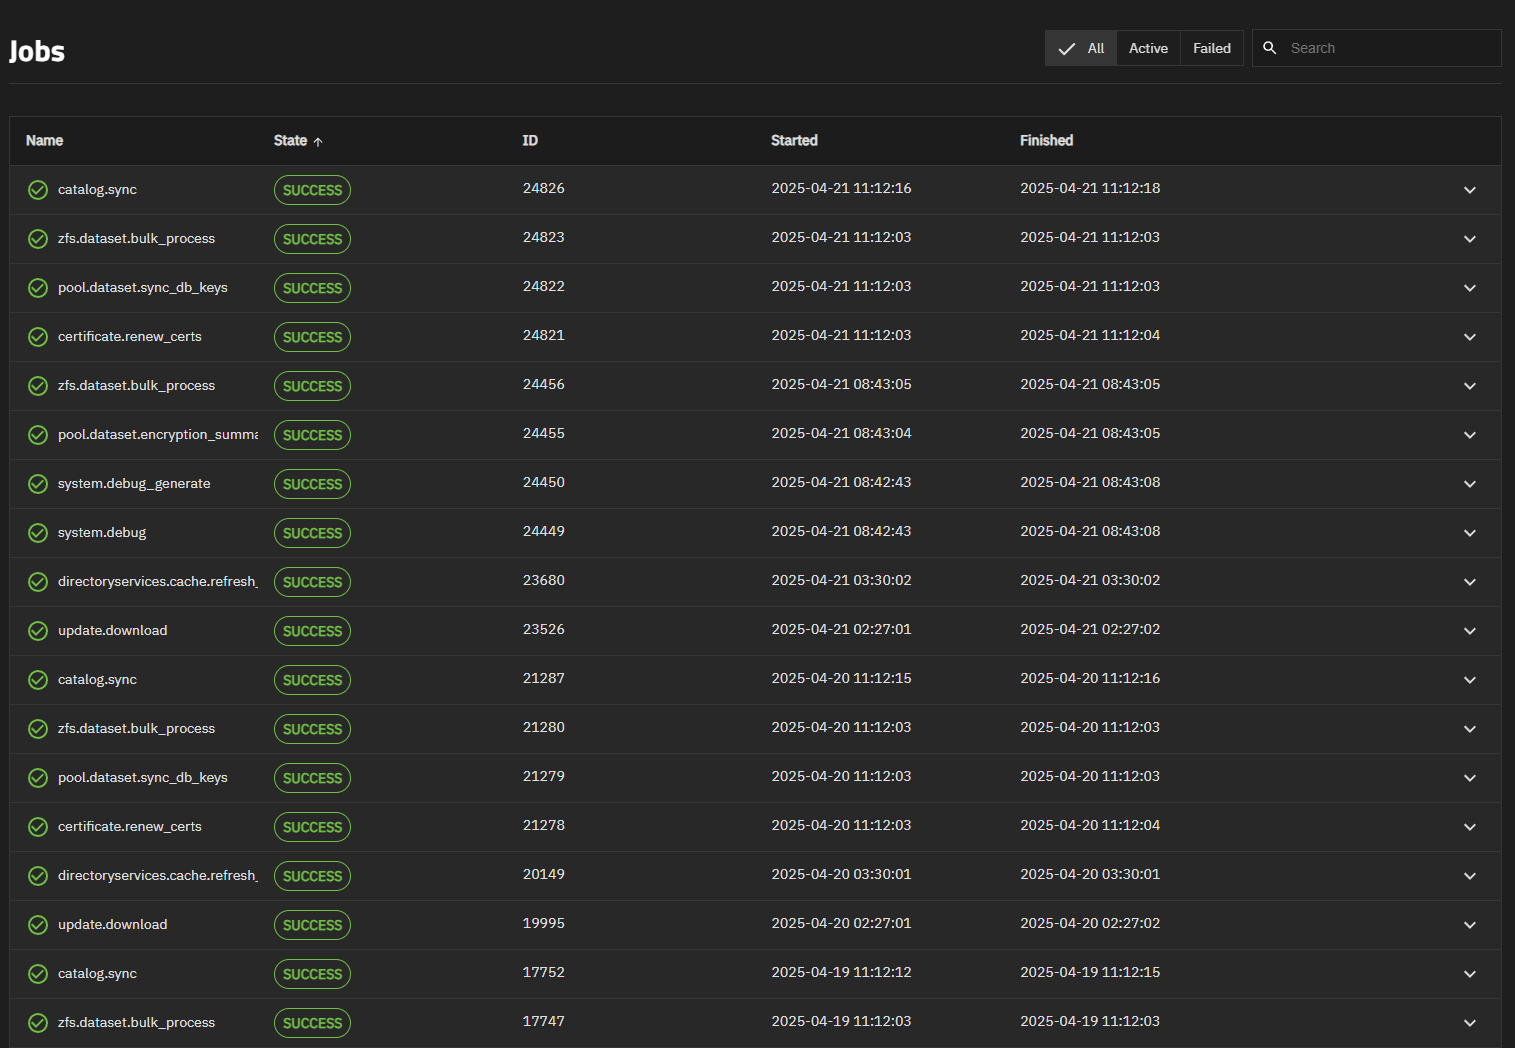 Jobs
All Active Failed Search
Name State ID Started Finished
catalog.sync SUCCESS 24826 2025-04-21 11:12:16 2025-04-21 11:12:18
zfs.dataset.bulk_process SUCCESS 24823 2025-04-21 11:12:03 2025-04-21 11:12:03
pool.dataset.sync_db_keys SUCCESS 24822 2025-04-21 11:12:03 2025-04-21 11:12:03
certificate.renew_certs SUCCESS 24821 2025-04-21 11:12:03 2025-04-21 11:12:04
zfs.dataset.bulk_process SUCCESS 24456 2025-04-21 08:43:05 2025-04-21 08:43:05
pool.dataset.encryption_summa SUCCESS 24455 2025-04-21 08:43:04 2025-04-21 08:43:05
system.debug_generate SUCCESS 24450 2025-04-21 08:42:43 2025-04-21 08:43:08
system.debug SUCCESS 24449 2025-04-21 08:42:43 2025-04-21 08:43:08
directoryservices.cache.refresh_ SUCCESS 23680 2025-04-21 03:30:02 2025-04-21 03:30:02
update.download SUCCESS 23526 2025-04-21 02:27:01 2025-04-21 02:27:02
catalog.sync SUCCESS 21287 2025-04-20 11:12:15 2025-04-20 11:12:16
zfs.dataset.bulk_process SUCCESS 21280 2025-04-20 11:12:03 2025-04-20 11:12:03
pool.dataset.sync_db_keys SUCCESS 21279 2025-04-20 11:12:03 2025-04-20 11:12:03
certificate.renew_certs SUCCESS 21278 2025-04-20 11:12:03 2025-04-20 11:12:04
directoryservices.cache.refresh_ SUCCESS 20149 2025-04-20 03:30:01 2025-04-20 03:30:01
update.download SUCCESS 19995 2025-04-20 02:27:01 2025-04-20 02:27:02
catalog.sync SUCCESS 17752 2025-04-19 11:12:12 2025-04-19 11:12:15
zfs.dataset.bulk_process SUCCESS 17747 2025-04-19 11:12:03 2025-04-19 11:12:03